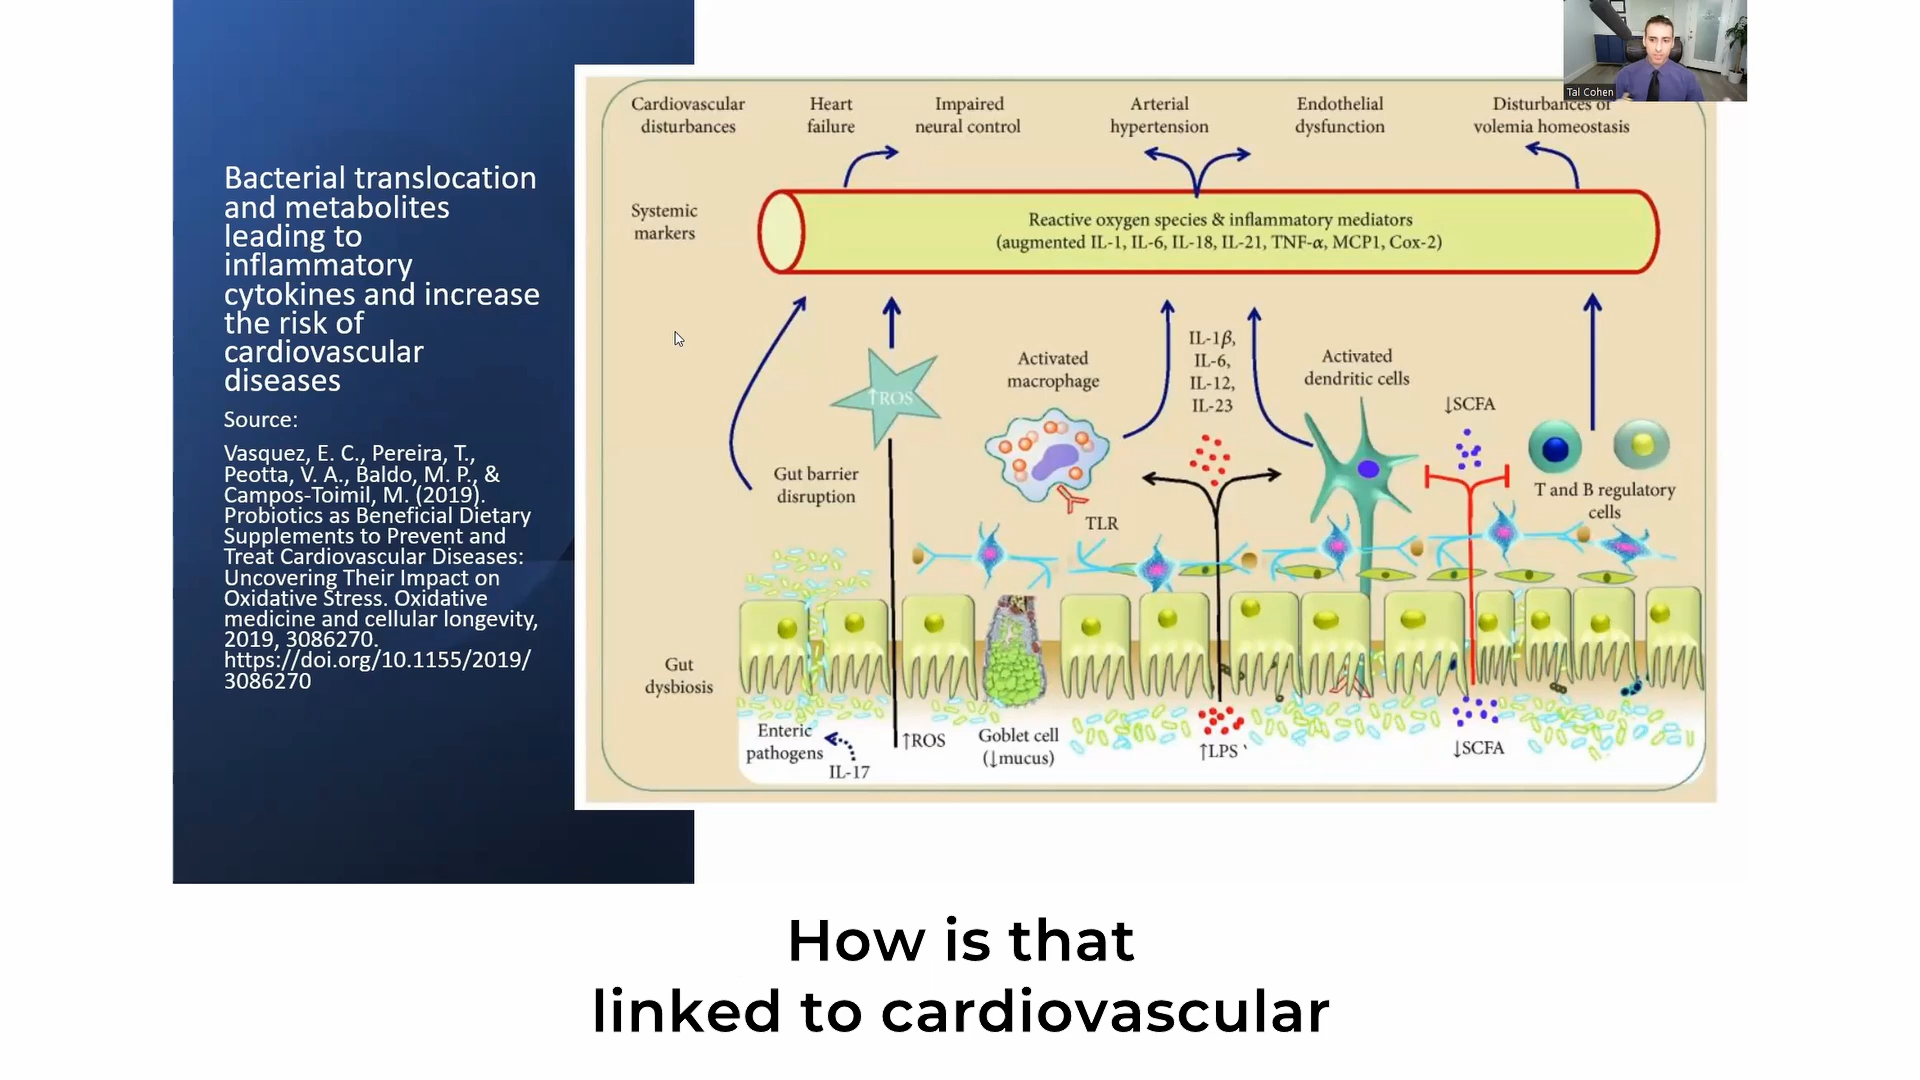 Bacterial translocation
and metabolites
leading to
inflammatory
cytokines and increase
the risk of
cardiovascular
diseases
Source:
Vasquez, E. C., Pereira, T.,
Peotta, V. A., Baldo, M. P., &
Campos-Toimil, M. (2019).
Probiotics as Beneficial Dietary
Supplements to Prevent and
Treat Cardiovascular Diseases:
Uncovering Their Impact on
Oxidative Stress. Oxidative
medicine and cellular longevity,
2019, 3086270.
https://doi.org/10.1155/2019/
3086270
Cardiovascular
disturbances
Heart
failure
Impaired
neural control
Arterial
hypertension
Endothelial
dysfunction
Disturbances of
volemia homeostasis
Tal Cohen
Systemic
markers
Reactive oxygen species & inflammatory mediators
(augmented IL-1, IL-6, IL-18, IL-21, TNF-α, MCP1, Cox-2)
↑ROS
Gut barrier
disruption
Activated
macrophage
TLR
IL-1β,
IL-6,
IL-12,
IL-23
Activated
dendritic cells
↓SCFA
T and B regulatory
cells
Gut
dysbiosis
Enteric
pathogens
IL-17
↑ROS
Goblet cell
(↓mucus)
↑LPS
↓SCFA
How is that
linked to cardiovascular